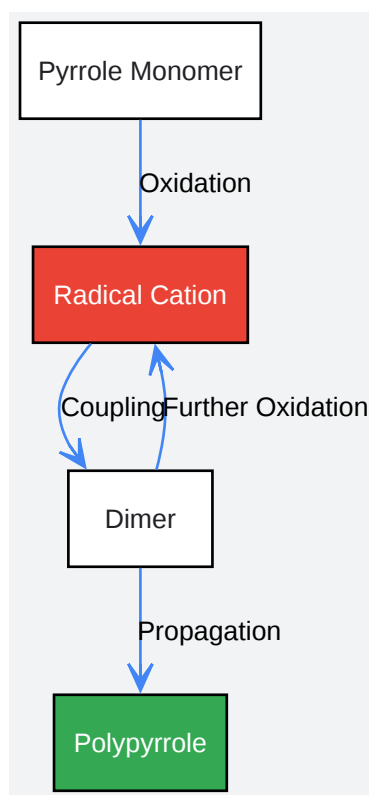 Pyrrole Monomer
Oxidation
Radical Cation
Coupling
Further Oxidation
Dimer
Propagation
Polypyrrole